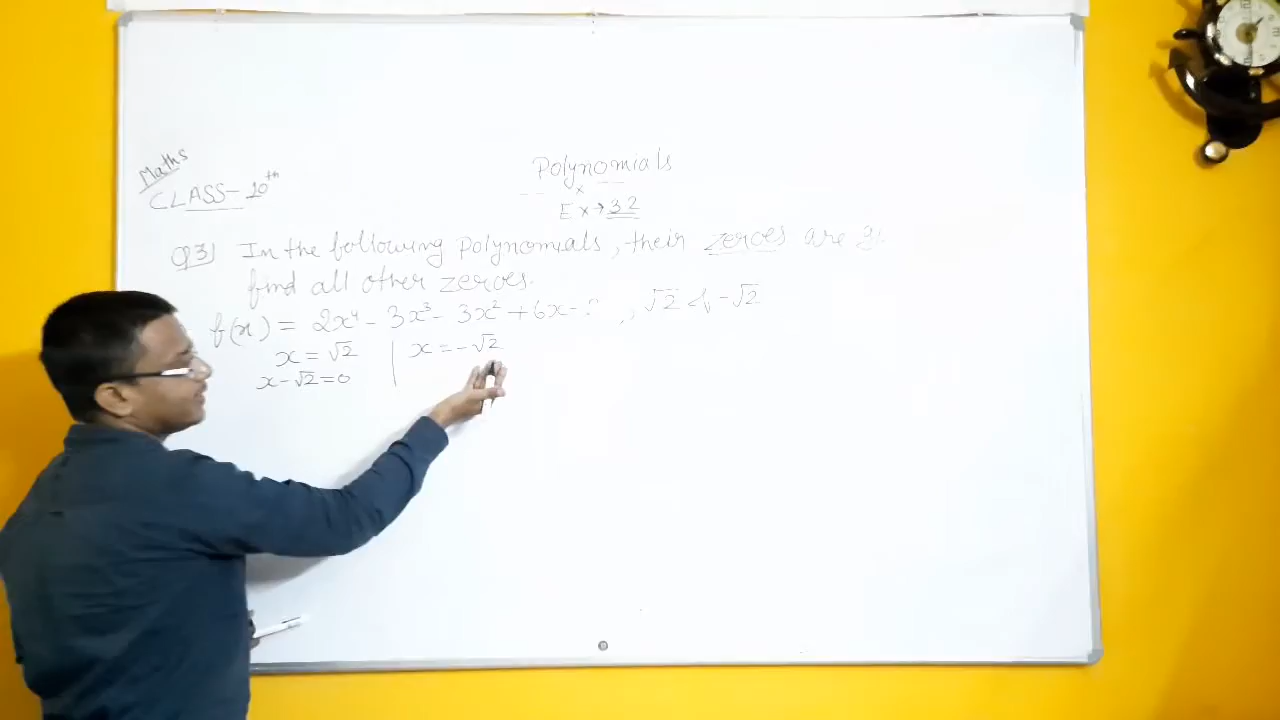 Maths
CLASS-10th
Polynomials
Ex → 3.2
Q3) In the following polynomials, their zeroes are
find all other zeroes.
f(x) = 2x⁴ - 3x³ - 3x² + 6x - , √2 & -√2
x = √2 | x = -√2
x - √2 = 0